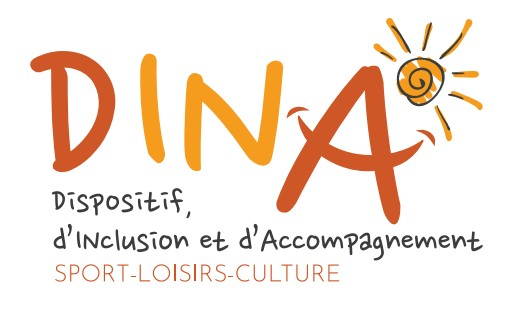 DINA
Dispositif,
d'INclusion et d'Accompagnement
SPORT-LOISIRS-CULTURE